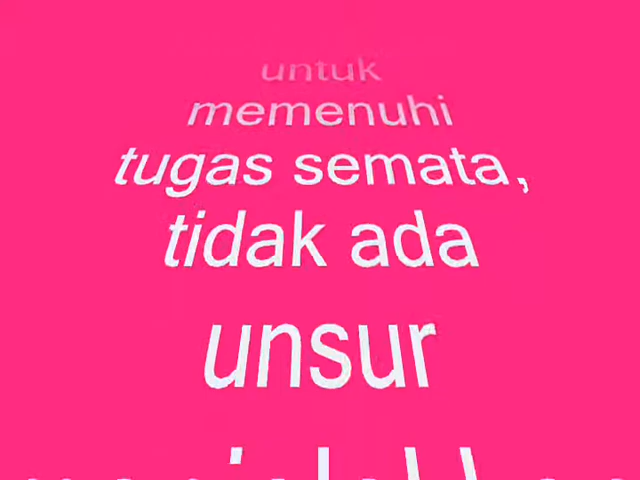 untuk
memenuhi
tugas semata,
tidak ada
unsur